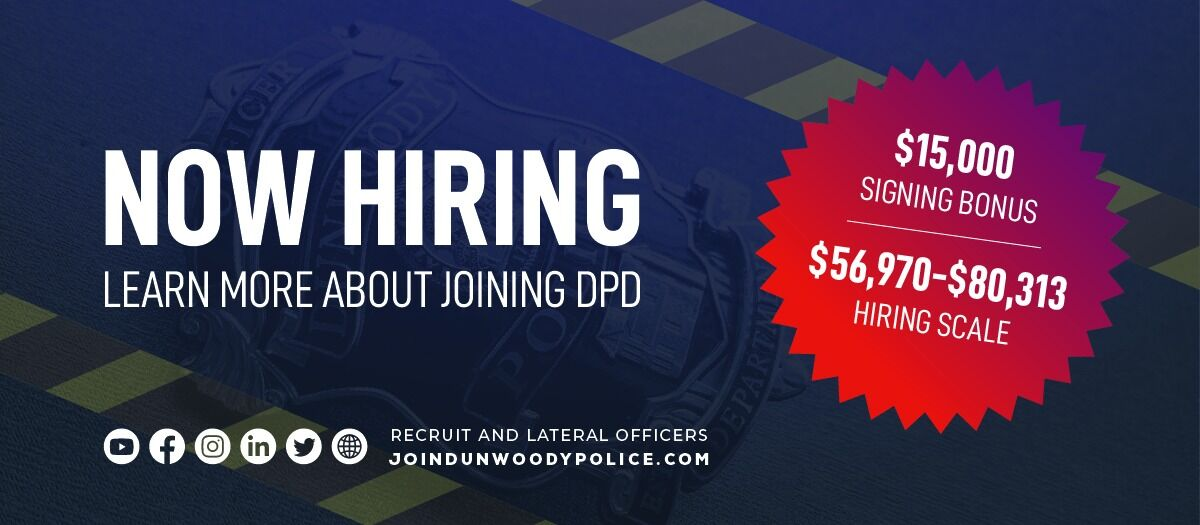 NOW HIRING
LEARN MORE ABOUT JOINING DPD
$15,000
SIGNING BONUS
$56,970-$80,313
HIRING SCALE
RECRUIT AND LATERAL OFFICERS
JOINDUNWOODYPOLICE.COM